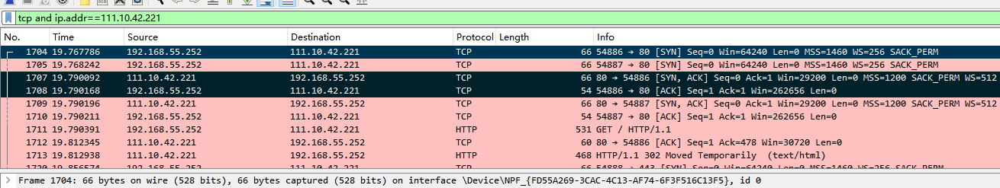 tcp and ip.addr==111.10.42.221
No. Time Source Destination Protocol Length Info
1704 19.767786 192.168.55.252 111.10.42.221 TCP 66 54886 → 80 [SYN] Seq=0 Win=64240 Len=0 MSS=1460 WS=256 SACK_PERM
1705 19.768242 192.168.55.252 111.10.42.221 TCP 66 54887 → 80 [SYN] Seq=0 Win=64240 Len=0 MSS=1460 WS=256 SACK_PERM
1707 19.790092 111.10.42.221 192.168.55.252 TCP 66 80 → 54886 [SYN, ACK] Seq=0 Ack=1 Win=29200 Len=0 MSS=1200 SACK_PERM WS=512
1708 19.790168 192.168.55.252 111.10.42.221 TCP 54 54886 → 80 [ACK] Seq=1 Ack=1 Win=262656 Len=0
1709 19.790196 111.10.42.221 192.168.55.252 TCP 66 80 → 54887 [SYN, ACK] Seq=0 Ack=1 Win=29200 Len=0 MSS=1200 SACK_PERM WS=512
1710 19.790211 192.168.55.252 111.10.42.221 TCP 54 54887 → 80 [ACK] Seq=1 Ack=1 Win=262656 Len=0
1711 19.790391 192.168.55.252 111.10.42.221 HTTP 531 GET / HTTP/1.1
1712 19.812345 111.10.42.221 192.168.55.252 TCP 60 80 → 54886 [ACK] Seq=1 Ack=478 Win=30720 Len=0
1713 19.812938 111.10.42.221 192.168.55.252 HTTP 468 HTTP/1.1 302 Moved Temporarily (text/html)
1720 19.856574 192.168.55.252 111.10.42.221 TCP 66 54888 → 443 [SYN] Seq=0 Win=64240 Len=0 MSS=1460 WS=256 SACK_PERM
Frame 1704: 66 bytes on wire (528 bits), 66 bytes captured (528 bits) on interface \Device\NPF_{FD55A269-3CAC-4C13-AF74-6F3F516C13F5}, id 0